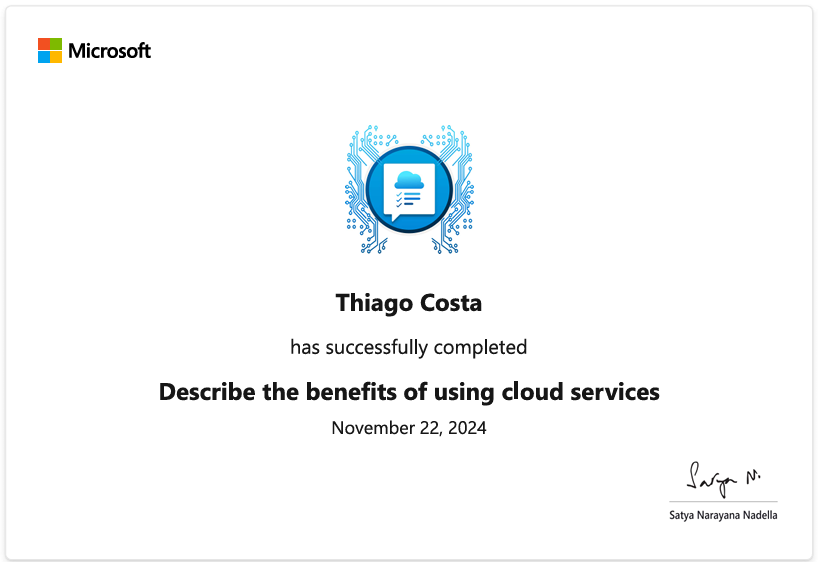 Microsoft
Thiago Costa
has successfully completed
Describe the benefits of using cloud services
November 22, 2024
Satya N.
Satya Narayana Nadella